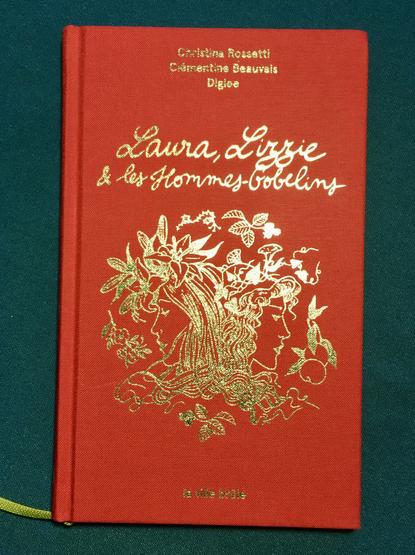 Christina Rossetti
Clémentine Beauvais
Diglee
Laura, Lizzie
& les Hommes-Gobelins
la ville brûle